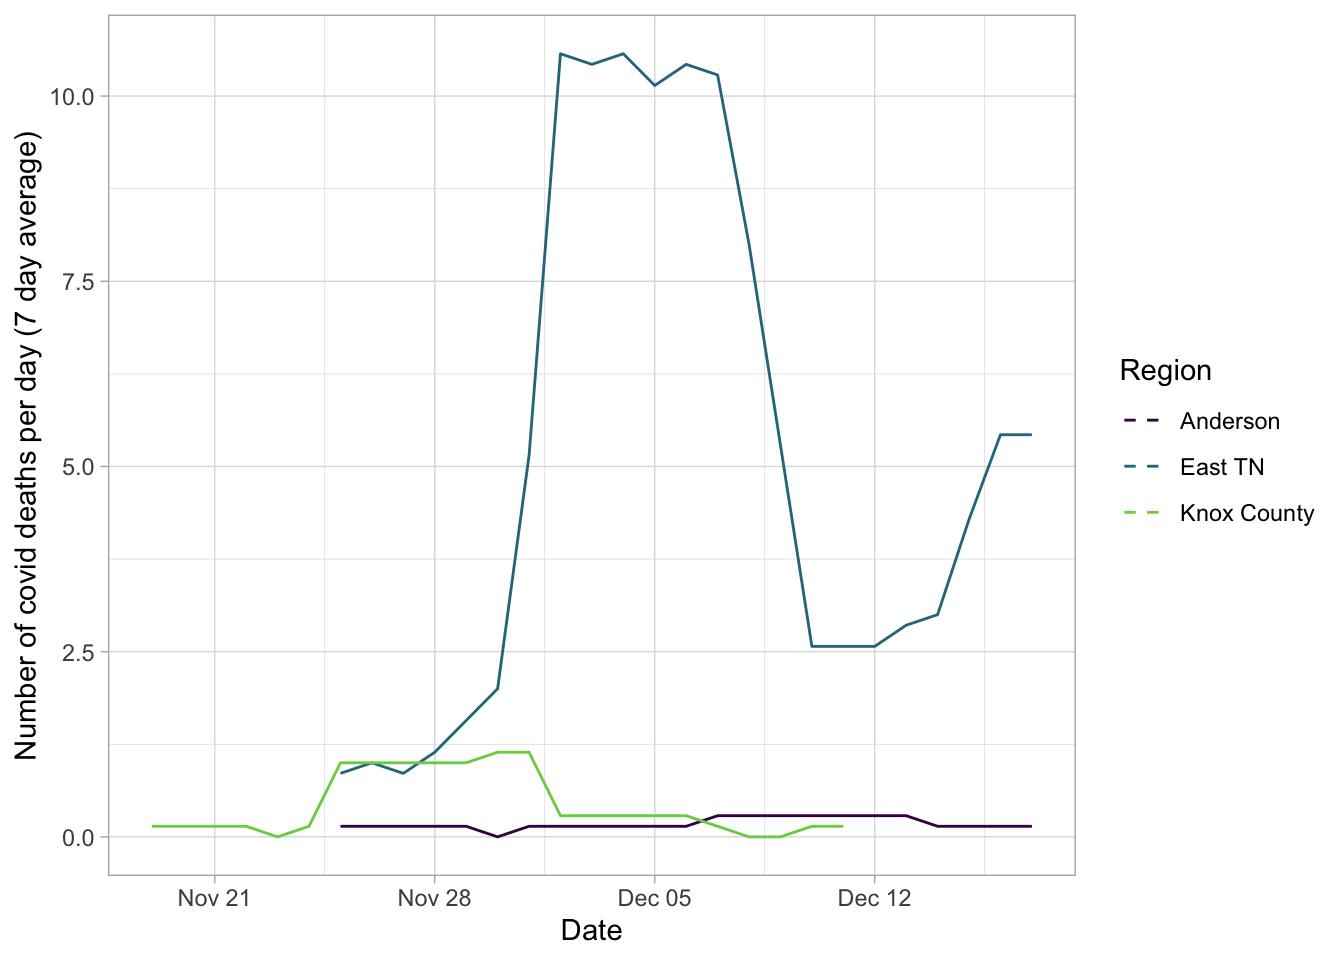 Number of covid deaths per day (7 day average)
10.0
7.5
5.0
2.5
0.0
Nov 21
Nov 28
Dec 05
Dec 12
Date
Region
Anderson
East TN
Knox County